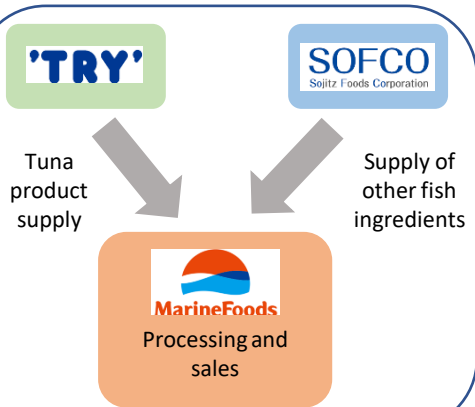 'TRY'
SOFCO
Sojitz Foods Corporation
Tuna
product
supply
Supply of
other fish
ingredients
MarineFoods
Processing and
sales